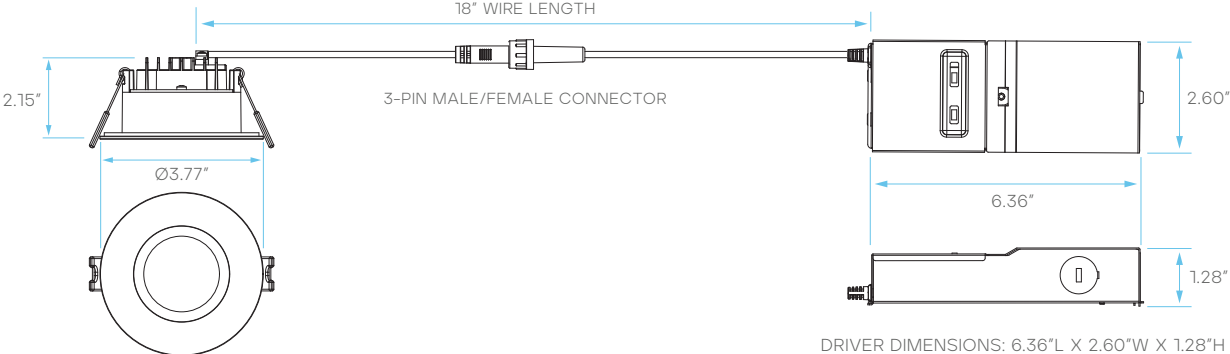 18" WIRE LENGTH
2.15"
3-PIN MALE/FEMALE CONNECTOR
2.60"
Ø3.77"
6.36"
1.28"
DRIVER DIMENSIONS: 6.36"L X 2.60"W X 1.28"H